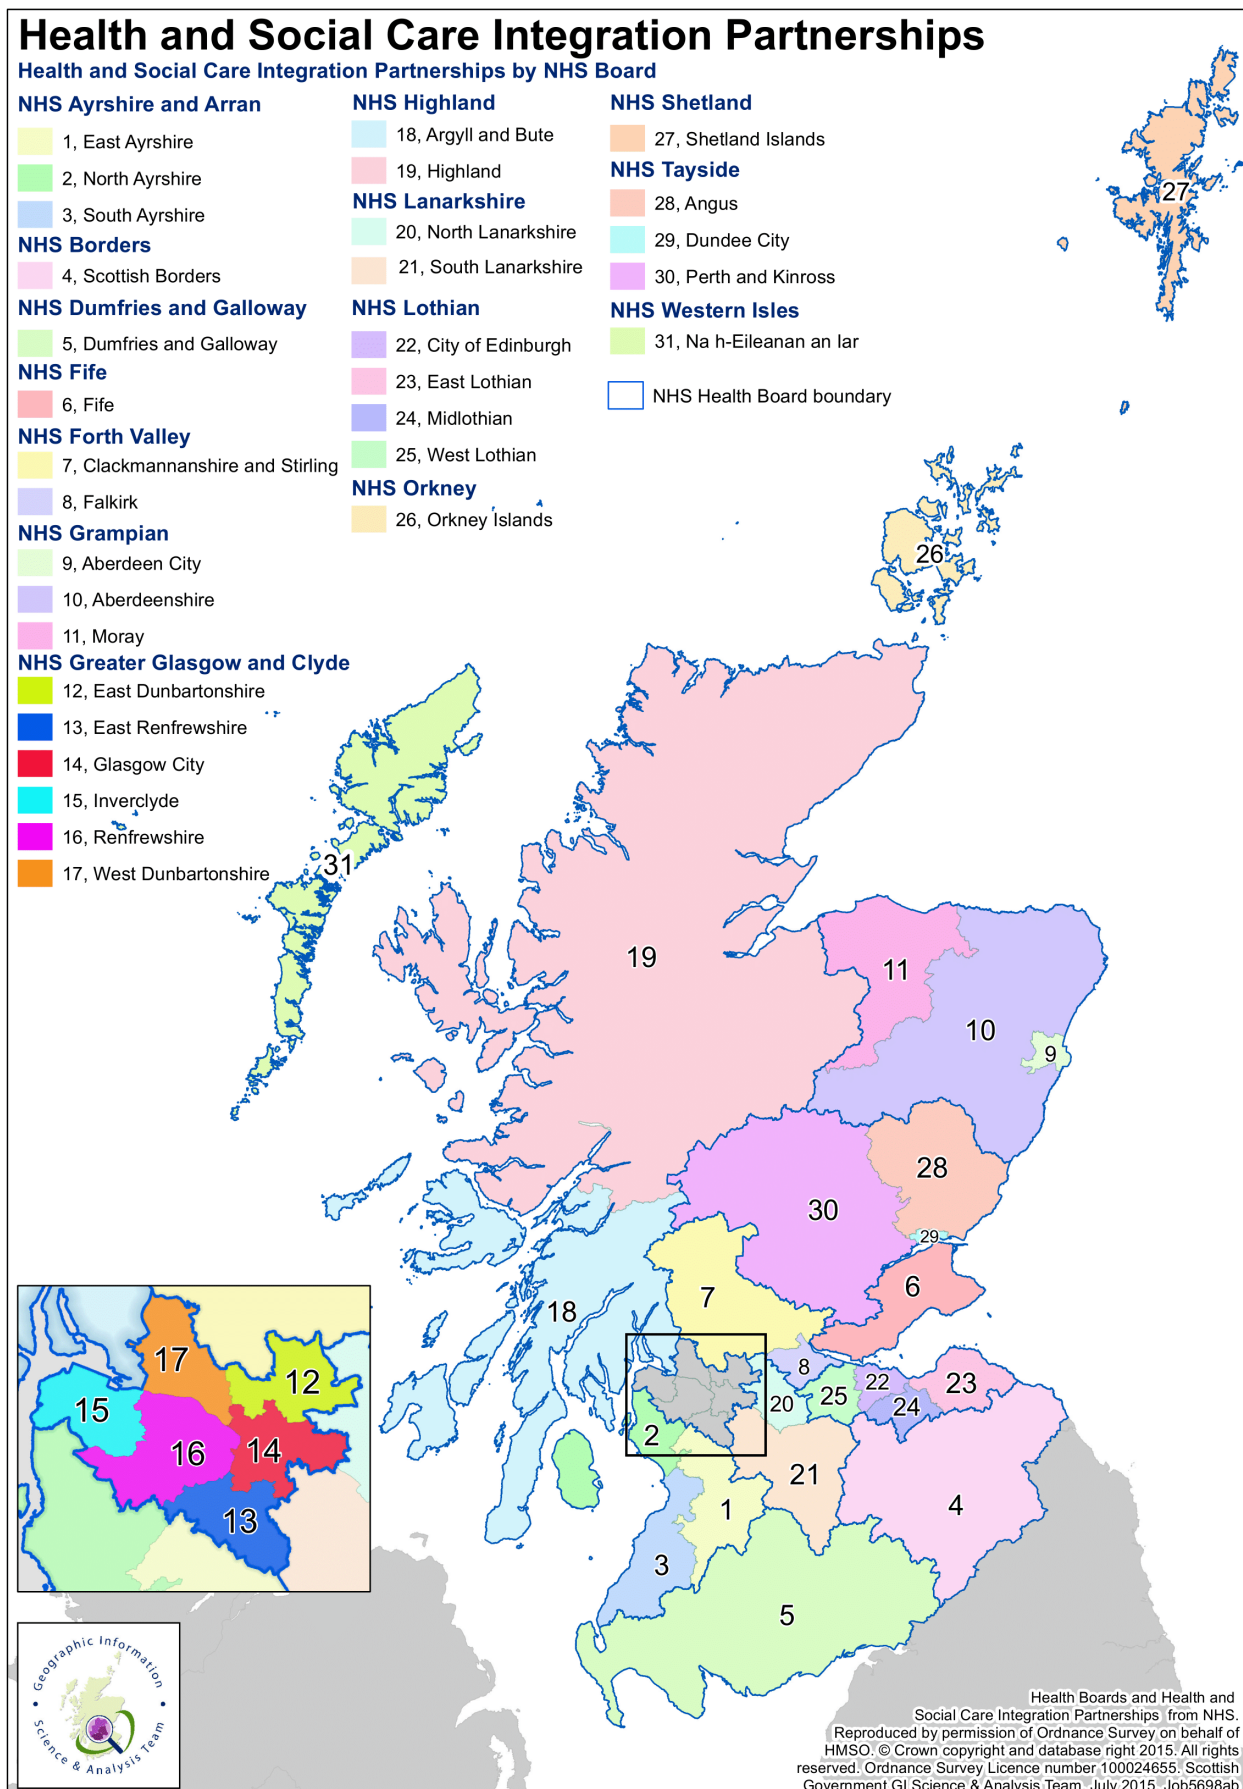 Health and Social Care Integration Partnerships
Health and Social Care Integration Partnerships by NHS Board
NHS Ayrshire and Arran
1, East Ayrshire
2, North Ayrshire
3, South Ayrshire
NHS Borders
4, Scottish Borders
NHS Dumfries and Galloway
5, Dumfries and Galloway
NHS Fife
6, Fife
NHS Forth Valley
7, Clackmannanshire and Stirling
8, Falkirk
NHS Grampian
9, Aberdeen City
10, Aberdeenshire
11, Moray
NHS Greater Glasgow and Clyde
12, East Dunbartonshire
13, East Renfrewshire
14, Glasgow City
15, Inverclyde
16, Renfrewshire
17, West Dunbartonshire
NHS Highland
18, Argyll and Bute
19, Highland
NHS Lanarkshire
20, North Lanarkshire
21, South Lanarkshire
NHS Lothian
22, City of Edinburgh
23, East Lothian
24, Midlothian
25, West Lothian
NHS Orkney
26, Orkney Islands
NHS Shetland
27, Shetland Islands
NHS Tayside
28, Angus
29, Dundee City
30, Perth and Kinross
NHS Western Isles
31, Na h-Eileanan an Iar
NHS Health Board boundary
27
26
31
19
11
10
9
28
30
29
6
7
18
8
22
23
20
25
24
2
21
1
4
3
5
17
12
15
16
14
13
Geographic Information
Science & Analysis Team
Health Boards and Health and
Social Care Integration Partnerships from NHS.
Reproduced by permission of Ordnance Survey on behalf of
HMSO. © Crown copyright and database right 2015. All rights
reserved. Ordnance Survey Licence number 100024655. Scottish
Government GI Science & Analysis Team, July 2015, Job5698ah